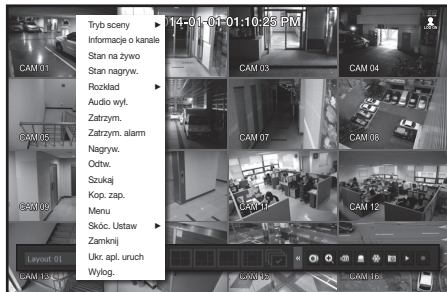 2014-01-01 01:10:25 PM
LOG ON
Tryb sceny
Informacje o kanale
Stan na żywo
Stan nagryw.
Rozkład
Audio wył.
Zatrzym.
Zatrzym. alarm
Nagryw.
Odtw.
Szukaj
Kop. zap.
Menu
Skóc. Ustaw
Zamknij
Ukr. apl. uruch
Wylog.
CAM 01
CAM 03
CAM 04
CAM 05
CAM 07
CAM 08
CAM 09
CAM 11
CAM 12
Layout 01
CAM 13
CAM 15
CAM 16